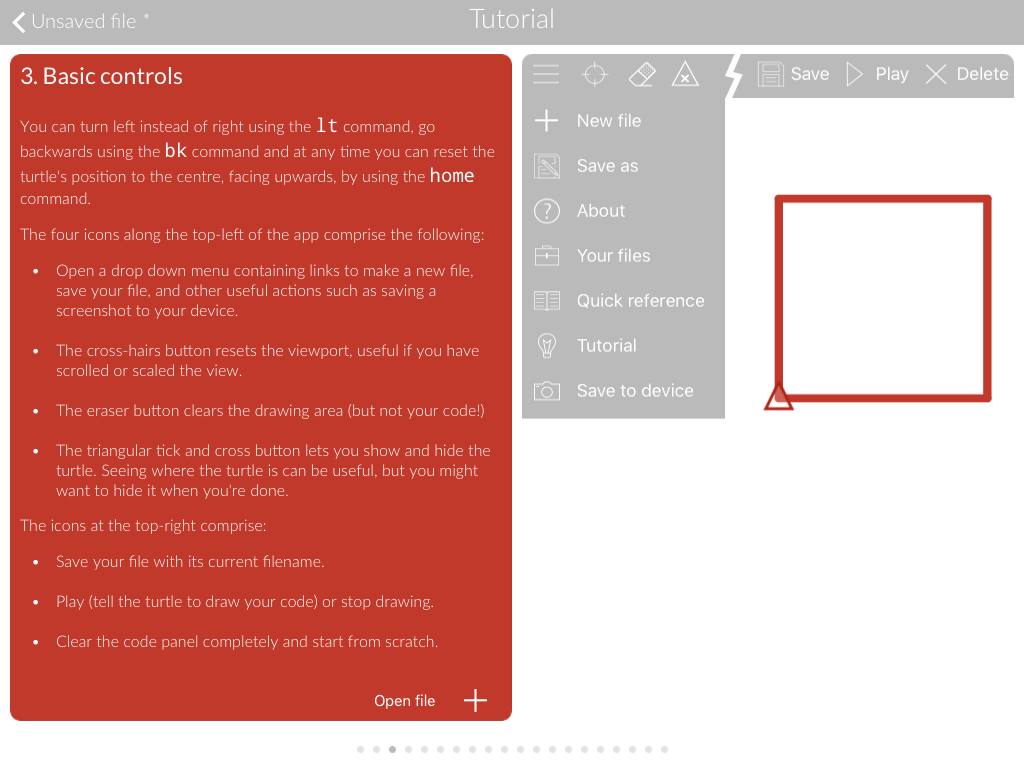 Unsaved file *
Tutorial
3. Basic controls
You can turn left instead of right using the lt command, go
backwards using the bk command and at any time you can reset the
turtle's position to the centre, facing upwards, by using the home
command.
The four icons along the top-left of the app comprise the following:
• Open a drop down menu containing links to make a new file,
save your file, and other useful actions such as saving a
screenshot to your device.
• The cross-hairs button resets the viewport, useful if you have
scrolled or scaled the view.
• The eraser button clears the drawing area (but not your code!)
• The triangular tick and cross button lets you show and hide the
turtle. Seeing where the turtle is can be useful, but you might
want to hide it when you're done.
The icons at the top-right comprise:
• Save your file with its current filename.
• Play (tell the turtle to draw your code) or stop drawing.
• Clear the code panel completely and start from scratch.
Open file
Save
Play
Delete
New file
Save as
About
Your files
Quick reference
Tutorial
Save to device